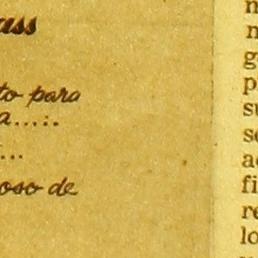 ass
to para
a...:.
...
oso de
m
n
g
p
su
se
ac
fi
re
lo